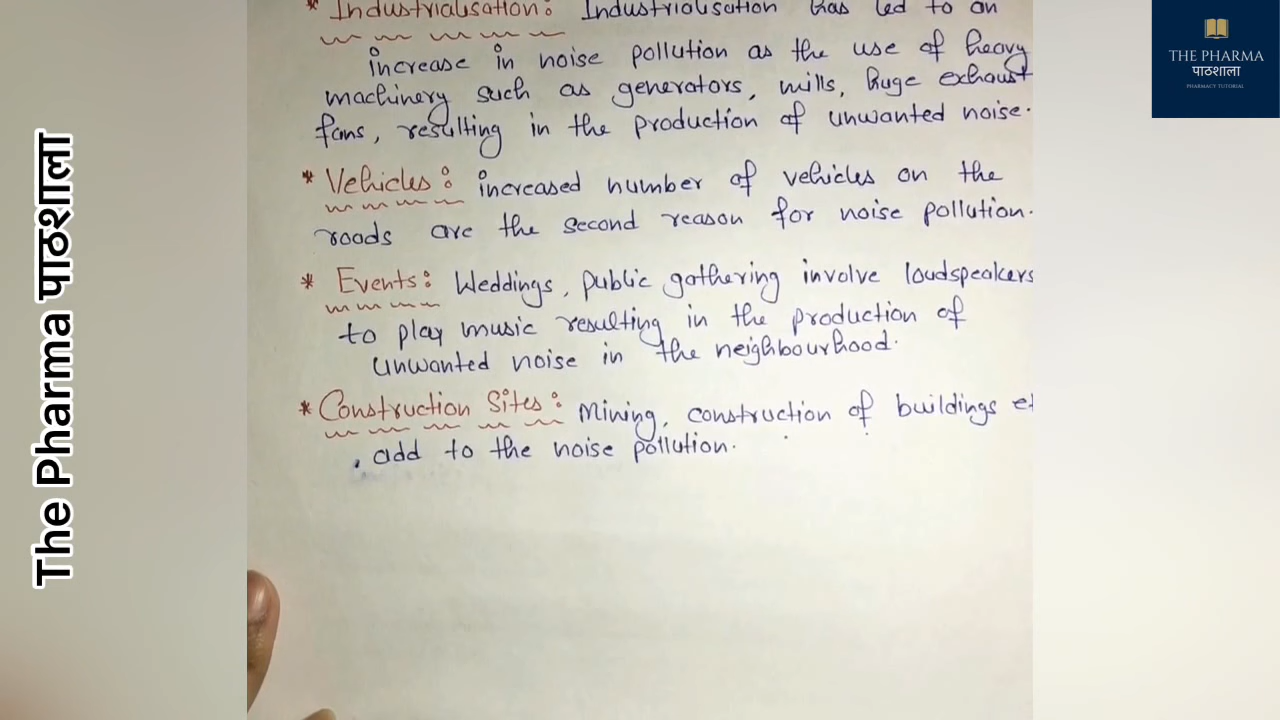 * Industrialisation: Industrialisation has led to an
increase in noise pollution as the use of heavy
machinery such as generators, mills, huge exhaust
fans, resulting in the production of unwanted noise.
* Vehicles: increased number of vehicles on the
roads are the second reason for noise pollution.
* Events: Weddings, public gathering involve loudspeakers
to play music resulting in the production of
unwanted noise in the neighbourhood.
* Construction Sites: Mining, construction of buildings et
add to the noise pollution.
The Pharma पाठशाला
THE PHARMA
पाठशाला
PHARMACY TUTORIAL